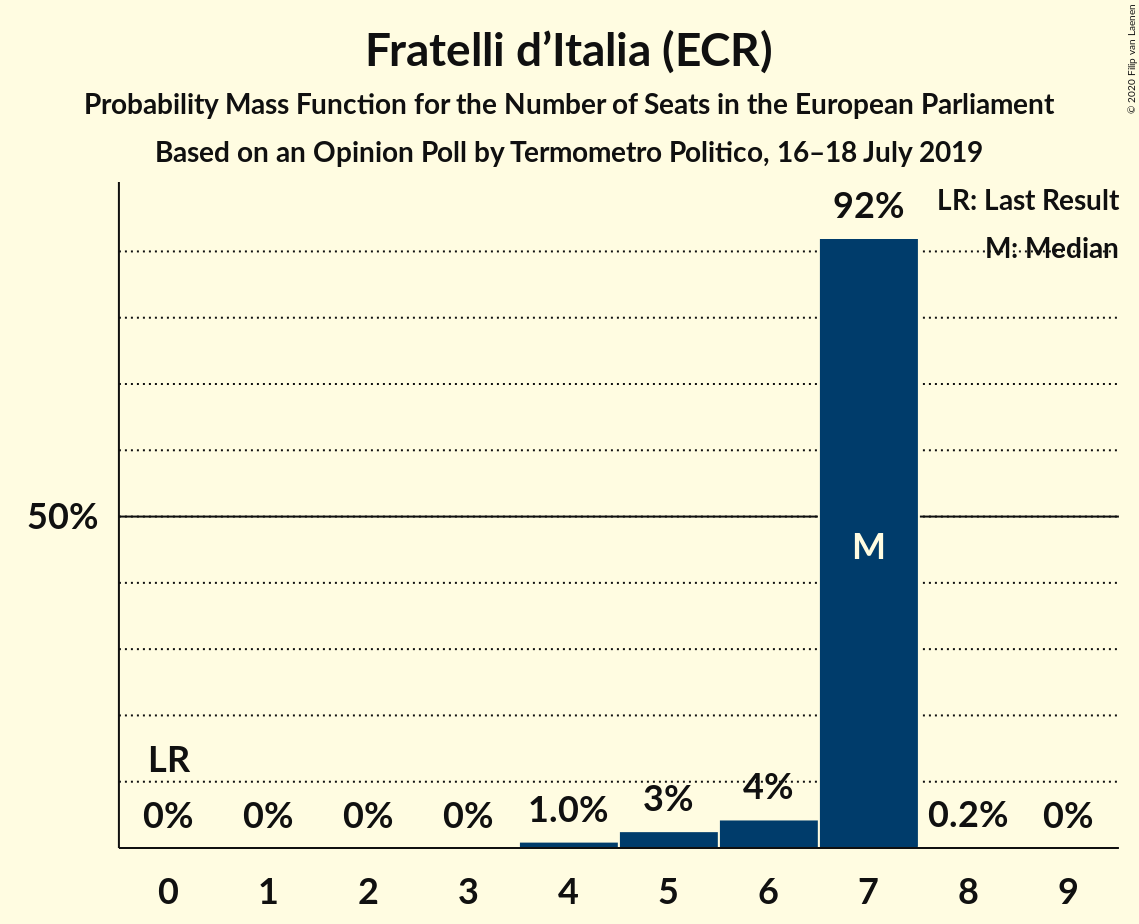 Fratelli d’Italia (ECR)
Probability Mass Function for the Number of Seats in the European Parliament
Based on an Opinion Poll by Termometro Politico, 16–18 July 2019
© 2020 Filip van Laenen
LR: Last Result
M: Median
92%
50%
M
LR
0%
0%
0%
0%
1.0%
3%
4%
0.2%
0%
0 1 2 3 4 5 6 7 8 9